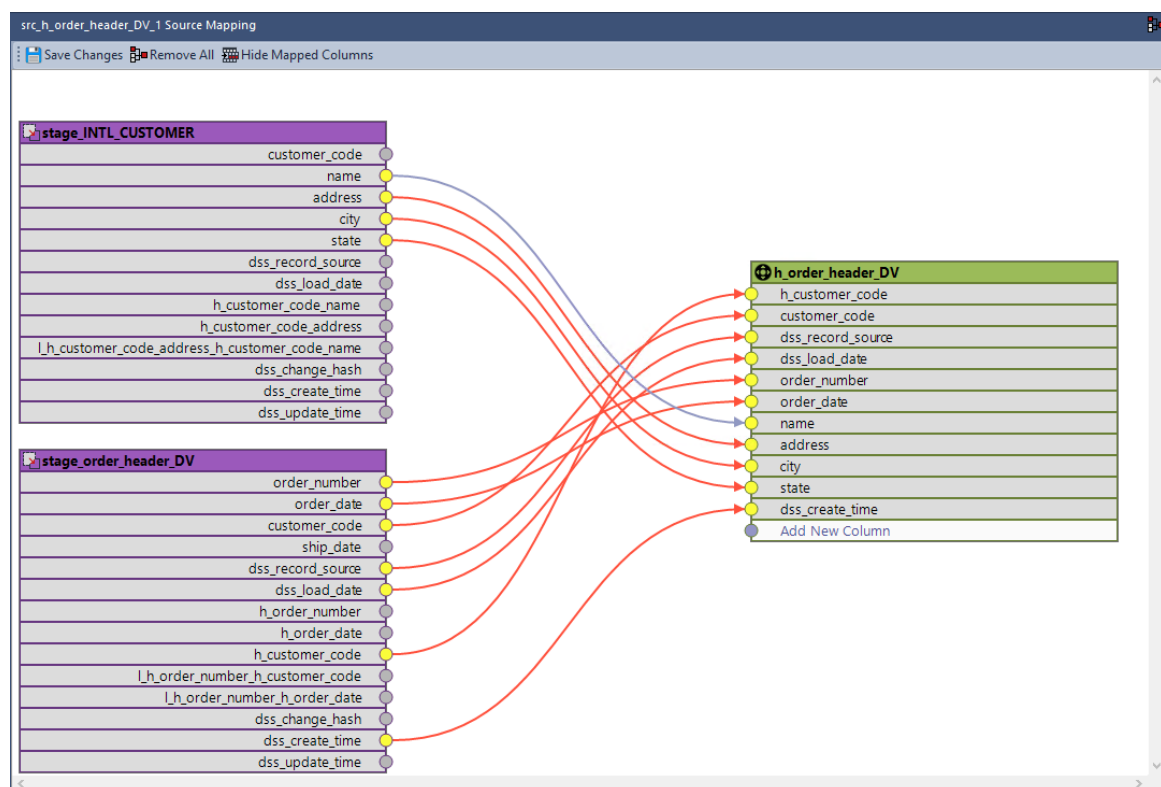 src_h_order_header_DV_1 Source Mapping
Save Changes Remove All Hide Mapped Columns
stage_INTL_CUSTOMER
customer_code
name
address
city
state
dss_record_source
dss_load_date
h_customer_code_name
h_customer_code_address
l_h_customer_code_address_h_customer_code_name
dss_change_hash
dss_create_time
dss_update_time
stage_order_header_DV
order_number
order_date
customer_code
ship_date
dss_record_source
dss_load_date
h_order_number
h_order_date
h_customer_code
l_h_order_number_h_customer_code
l_h_order_number_h_order_date
dss_change_hash
dss_create_time
dss_update_time
h_order_header_DV
h_customer_code
customer_code
dss_record_source
dss_load_date
order_number
order_date
name
address
city
state
dss_create_time
Add New Column